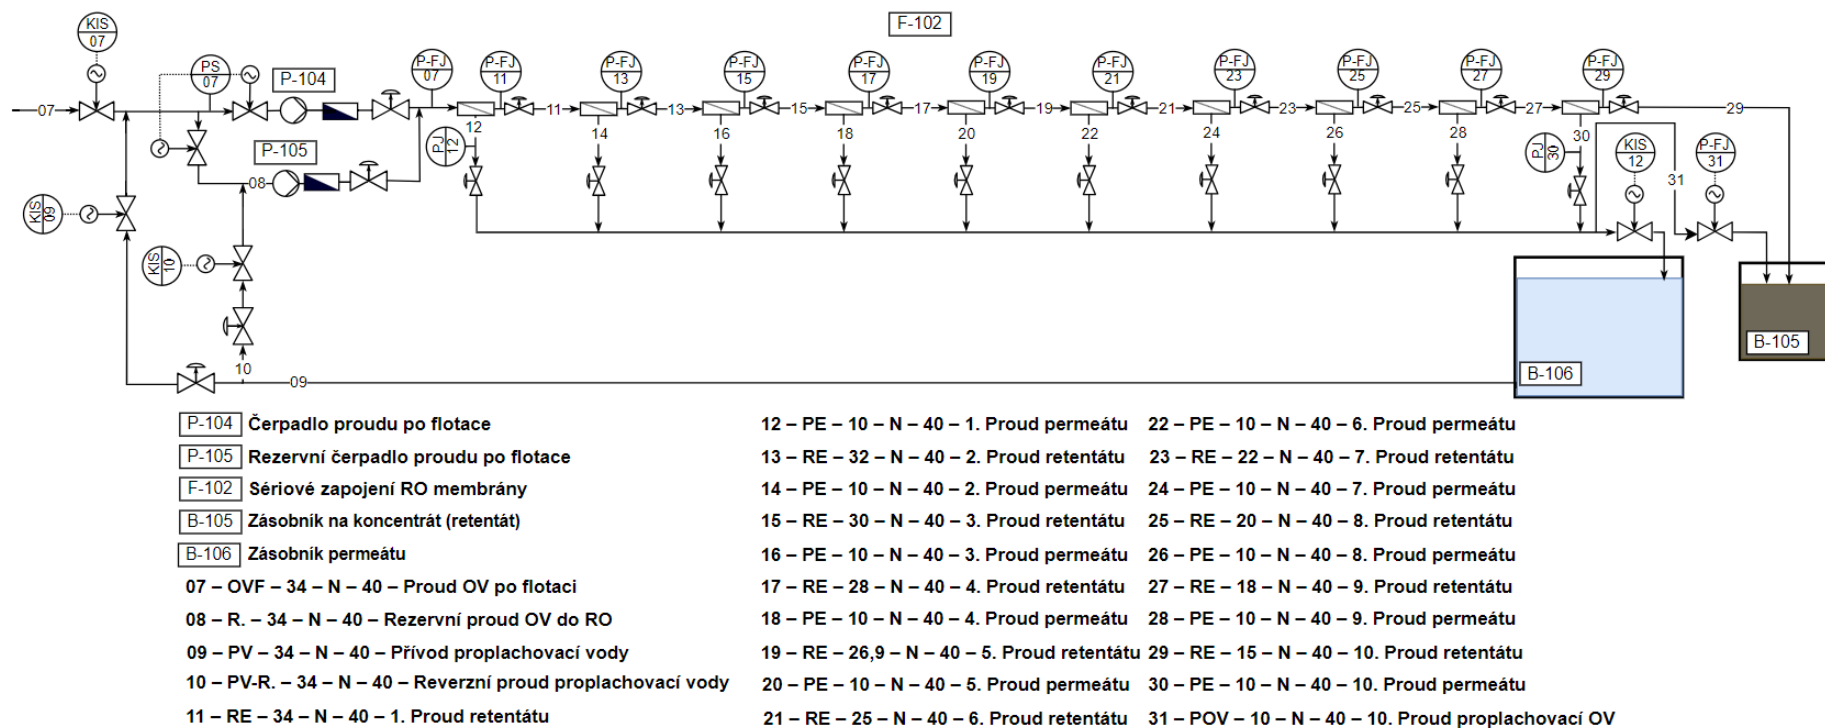 F-102
KIS
07
PS
07
P-104
P-FJ
07
P-FJ
11
P-FJ
13
P-FJ
15
P-FJ
17
P-FJ
19
P-FJ
21
P-FJ
23
P-FJ
25
P-FJ
27
P-FJ
29
07
11
13
15
17
19
21
23
25
27
29
12
14
16
18
20
22
24
26
28
30
P-105
PJ
12
PJ
30
KIS
12
P-FJ
31
31
08
KIS
09
KIS
10
10
09
B-106
B-105
P-104 Čerpadlo proudu po flotace
P-105 Rezervní čerpadlo proudu po flotace
F-102 Sériové zapojení RO membrány
B-105 Zásobník na koncentrát (retentát)
B-106 Zásobník permeátu
07 – OVF – 34 – N – 40 – Proud OV po flotaci
08 – R. – 34 – N – 40 – Rezervní proud OV do RO
09 – PV – 34 – N – 40 – Přívod proplachovací vody
10 – PV-R. – 34 – N – 40 – Reverzní proud proplachovací vody
11 – RE – 34 – N – 40 – 1. Proud retentátu
12 – PE – 10 – N – 40 – 1. Proud permeátu
13 – RE – 32 – N – 40 – 2. Proud retentátu
14 – PE – 10 – N – 40 – 2. Proud permeátu
15 – RE – 30 – N – 40 – 3. Proud retentátu
16 – PE – 10 – N – 40 – 3. Proud permeátu
17 – RE – 28 – N – 40 – 4. Proud retentátu
18 – PE – 10 – N – 40 – 4. Proud permeátu
19 – RE – 26,9 – N – 40 – 5. Proud retentátu
20 – PE – 10 – N – 40 – 5. Proud permeátu
21 – RE – 25 – N – 40 – 6. Proud retentátu
22 – PE – 10 – N – 40 – 6. Proud permeátu
23 – RE – 22 – N – 40 – 7. Proud retentátu
24 – PE – 10 – N – 40 – 7. Proud permeátu
25 – RE – 20 – N – 40 – 8. Proud retentátu
26 – PE – 10 – N – 40 – 8. Proud permeátu
27 – RE – 18 – N – 40 – 9. Proud retentátu
28 – PE – 10 – N – 40 – 9. Proud permeátu
29 – RE – 15 – N – 40 – 10. Proud retentátu
30 – PE – 10 – N – 40 – 10. Proud permeátu
31 – POV – 10 – N – 40 – 10. Proud proplachovací OV